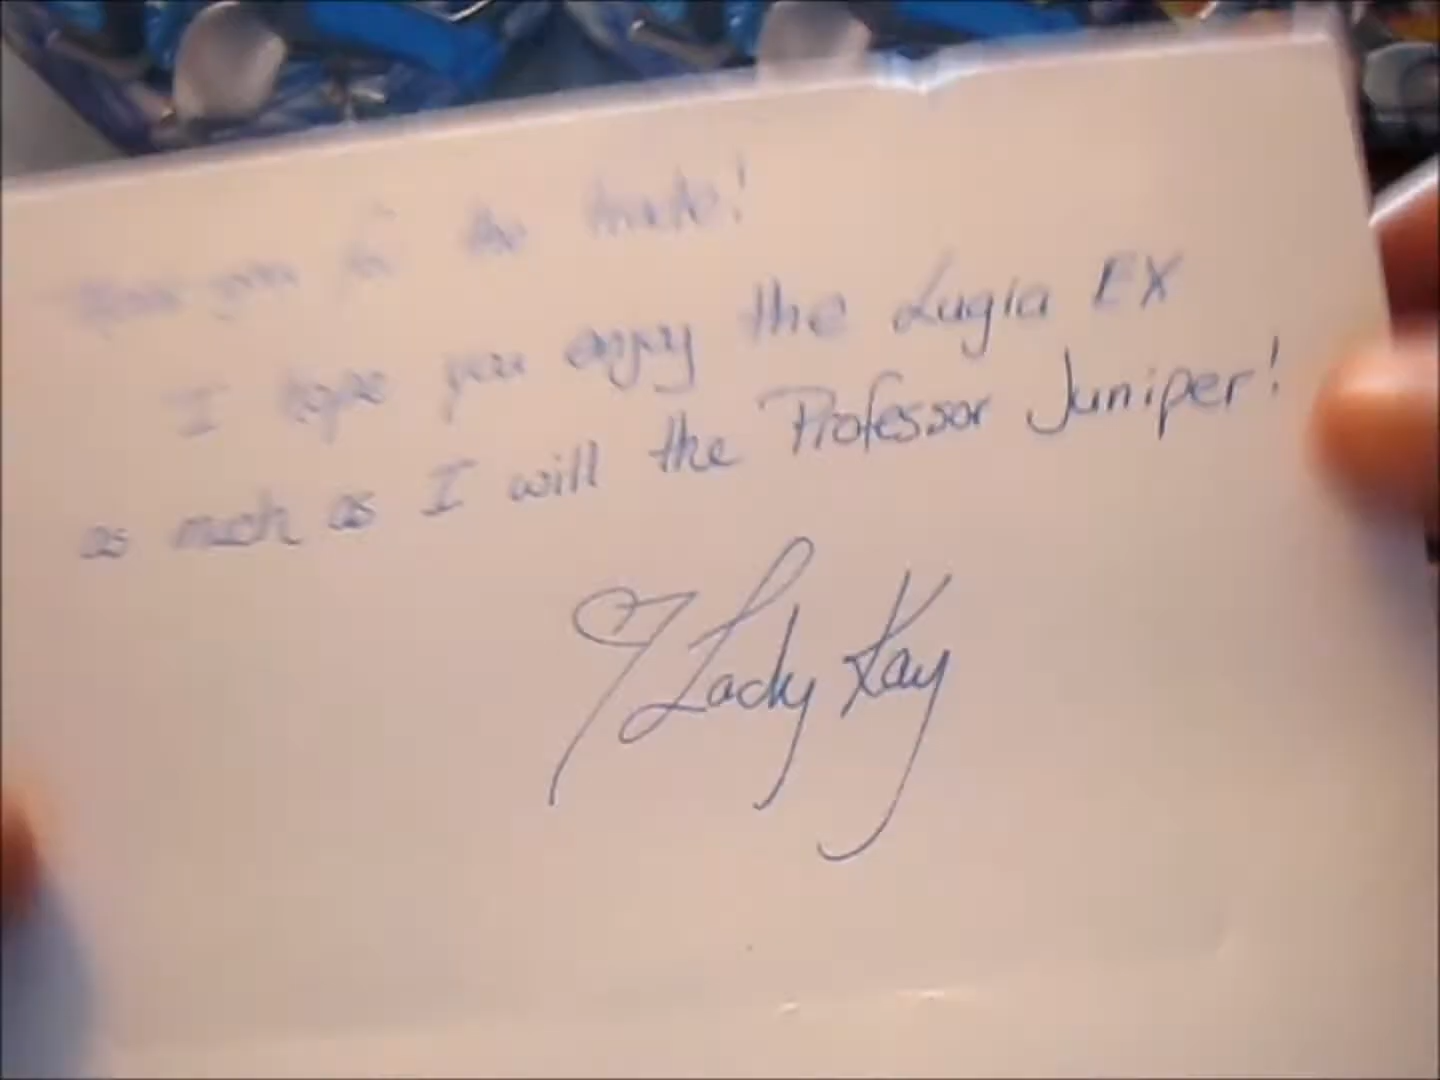 Thank you for the trade!
I hope you enjoy the Lugia EX
as much as I will the Professor Juniper!
♡ Lady Kay